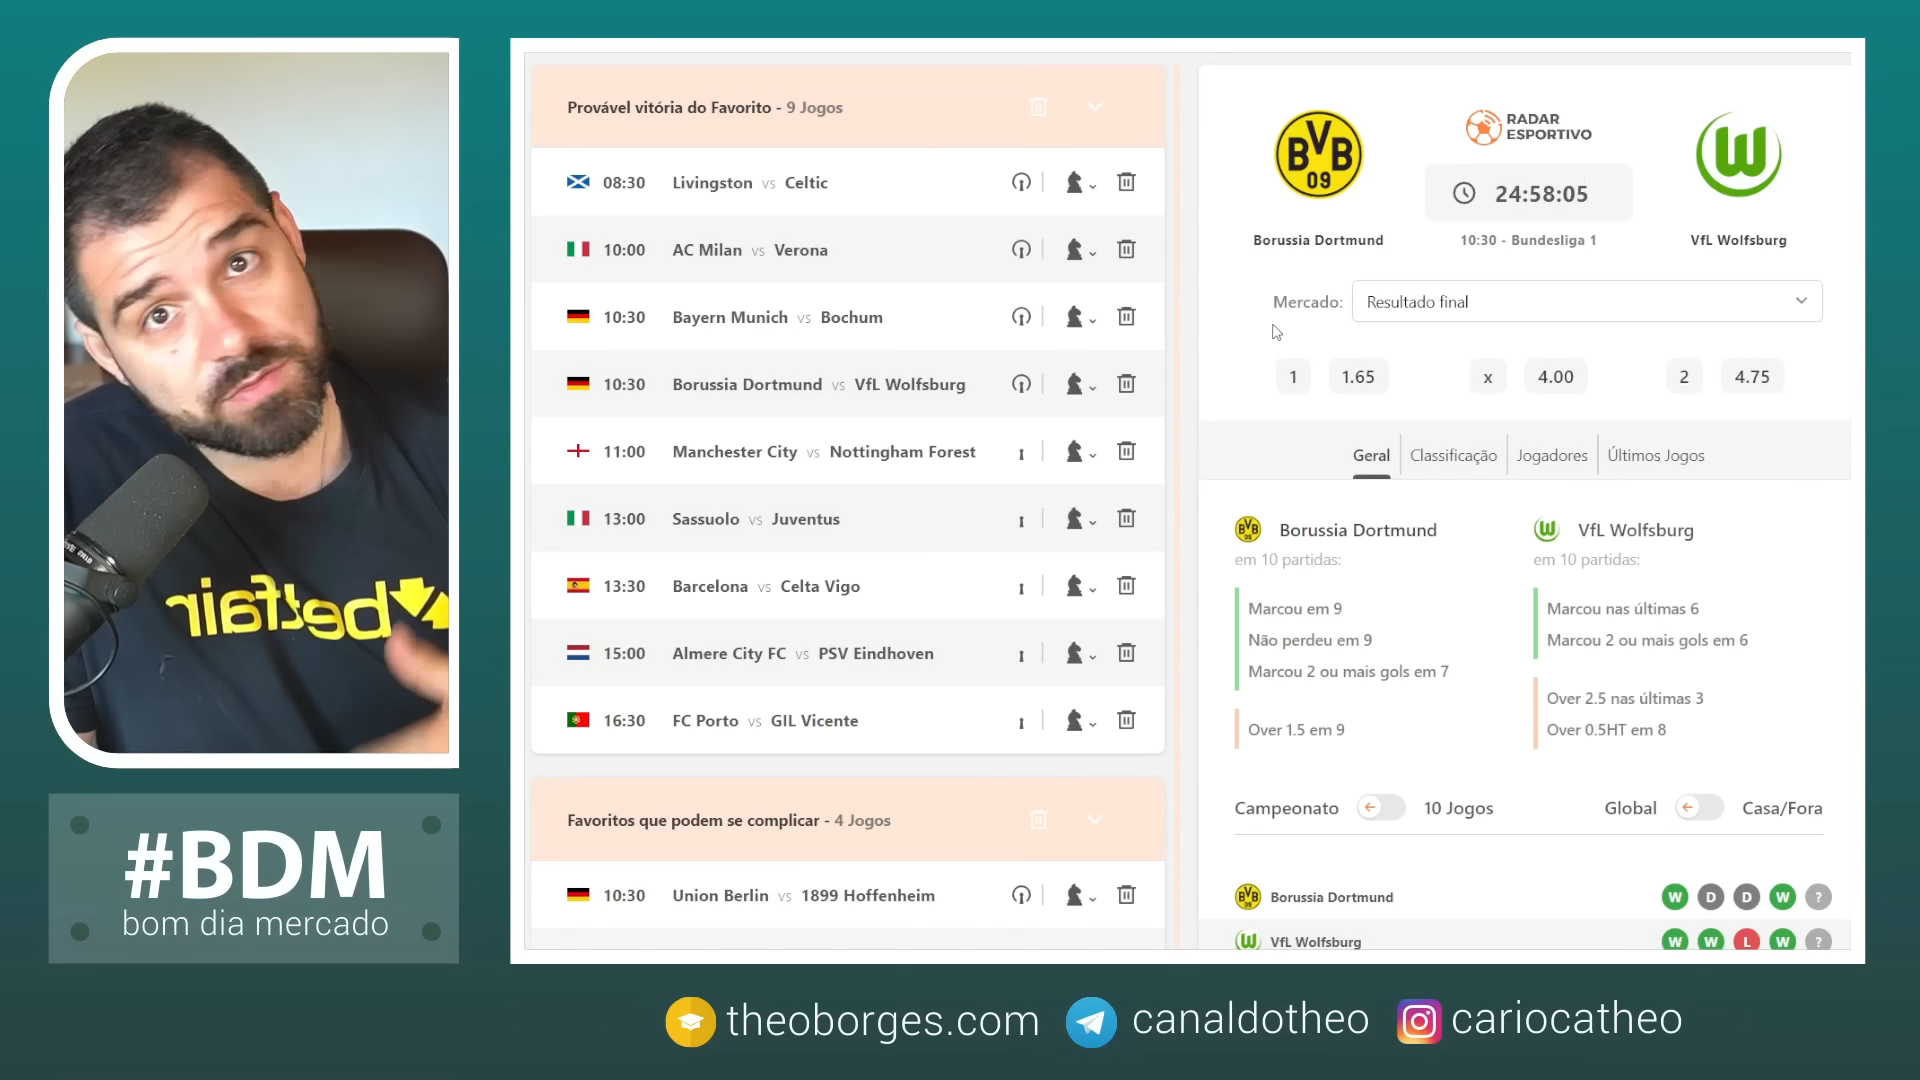 betfair
#BDM
bom dia mercado
Provável vitória do Favorito - 9 Jogos
08:30 Livingston vs Celtic
10:00 AC Milan vs Verona
10:30 Bayern Munich vs Bochum
10:30 Borussia Dortmund vs VfL Wolfsburg
11:00 Manchester City vs Nottingham Forest
13:00 Sassuolo vs Juventus
13:30 Barcelona vs Celta Vigo
15:00 Almere City FC vs PSV Eindhoven
16:30 FC Porto vs GIL Vicente
Favoritos que podem se complicar - 4 Jogos
10:30 Union Berlin vs 1899 Hoffenheim
BVB
09
RADAR
ESPORTIVO
W
24:58:05
Borussia Dortmund
10:30 - Bundesliga 1
VfL Wolfsburg
Mercado: Resultado final
1 1.65 x 4.00 2 4.75
Geral Classificação Jogadores Últimos Jogos
Borussia Dortmund
em 10 partidas:
Marcou em 9
Não perdeu em 9
Marcou 2 ou mais gols em 7
Over 1.5 em 9
VfL Wolfsburg
em 10 partidas:
Marcou nas últimas 6
Marcou 2 ou mais gols em 6
Over 2.5 nas últimas 3
Over 0.5HT em 8
Campeonato 10 Jogos Global Casa/Fora
Borussia Dortmund W D D W ?
VfL Wolfsburg W W L W ?
theoborges.com canaldotheo cariocatheo